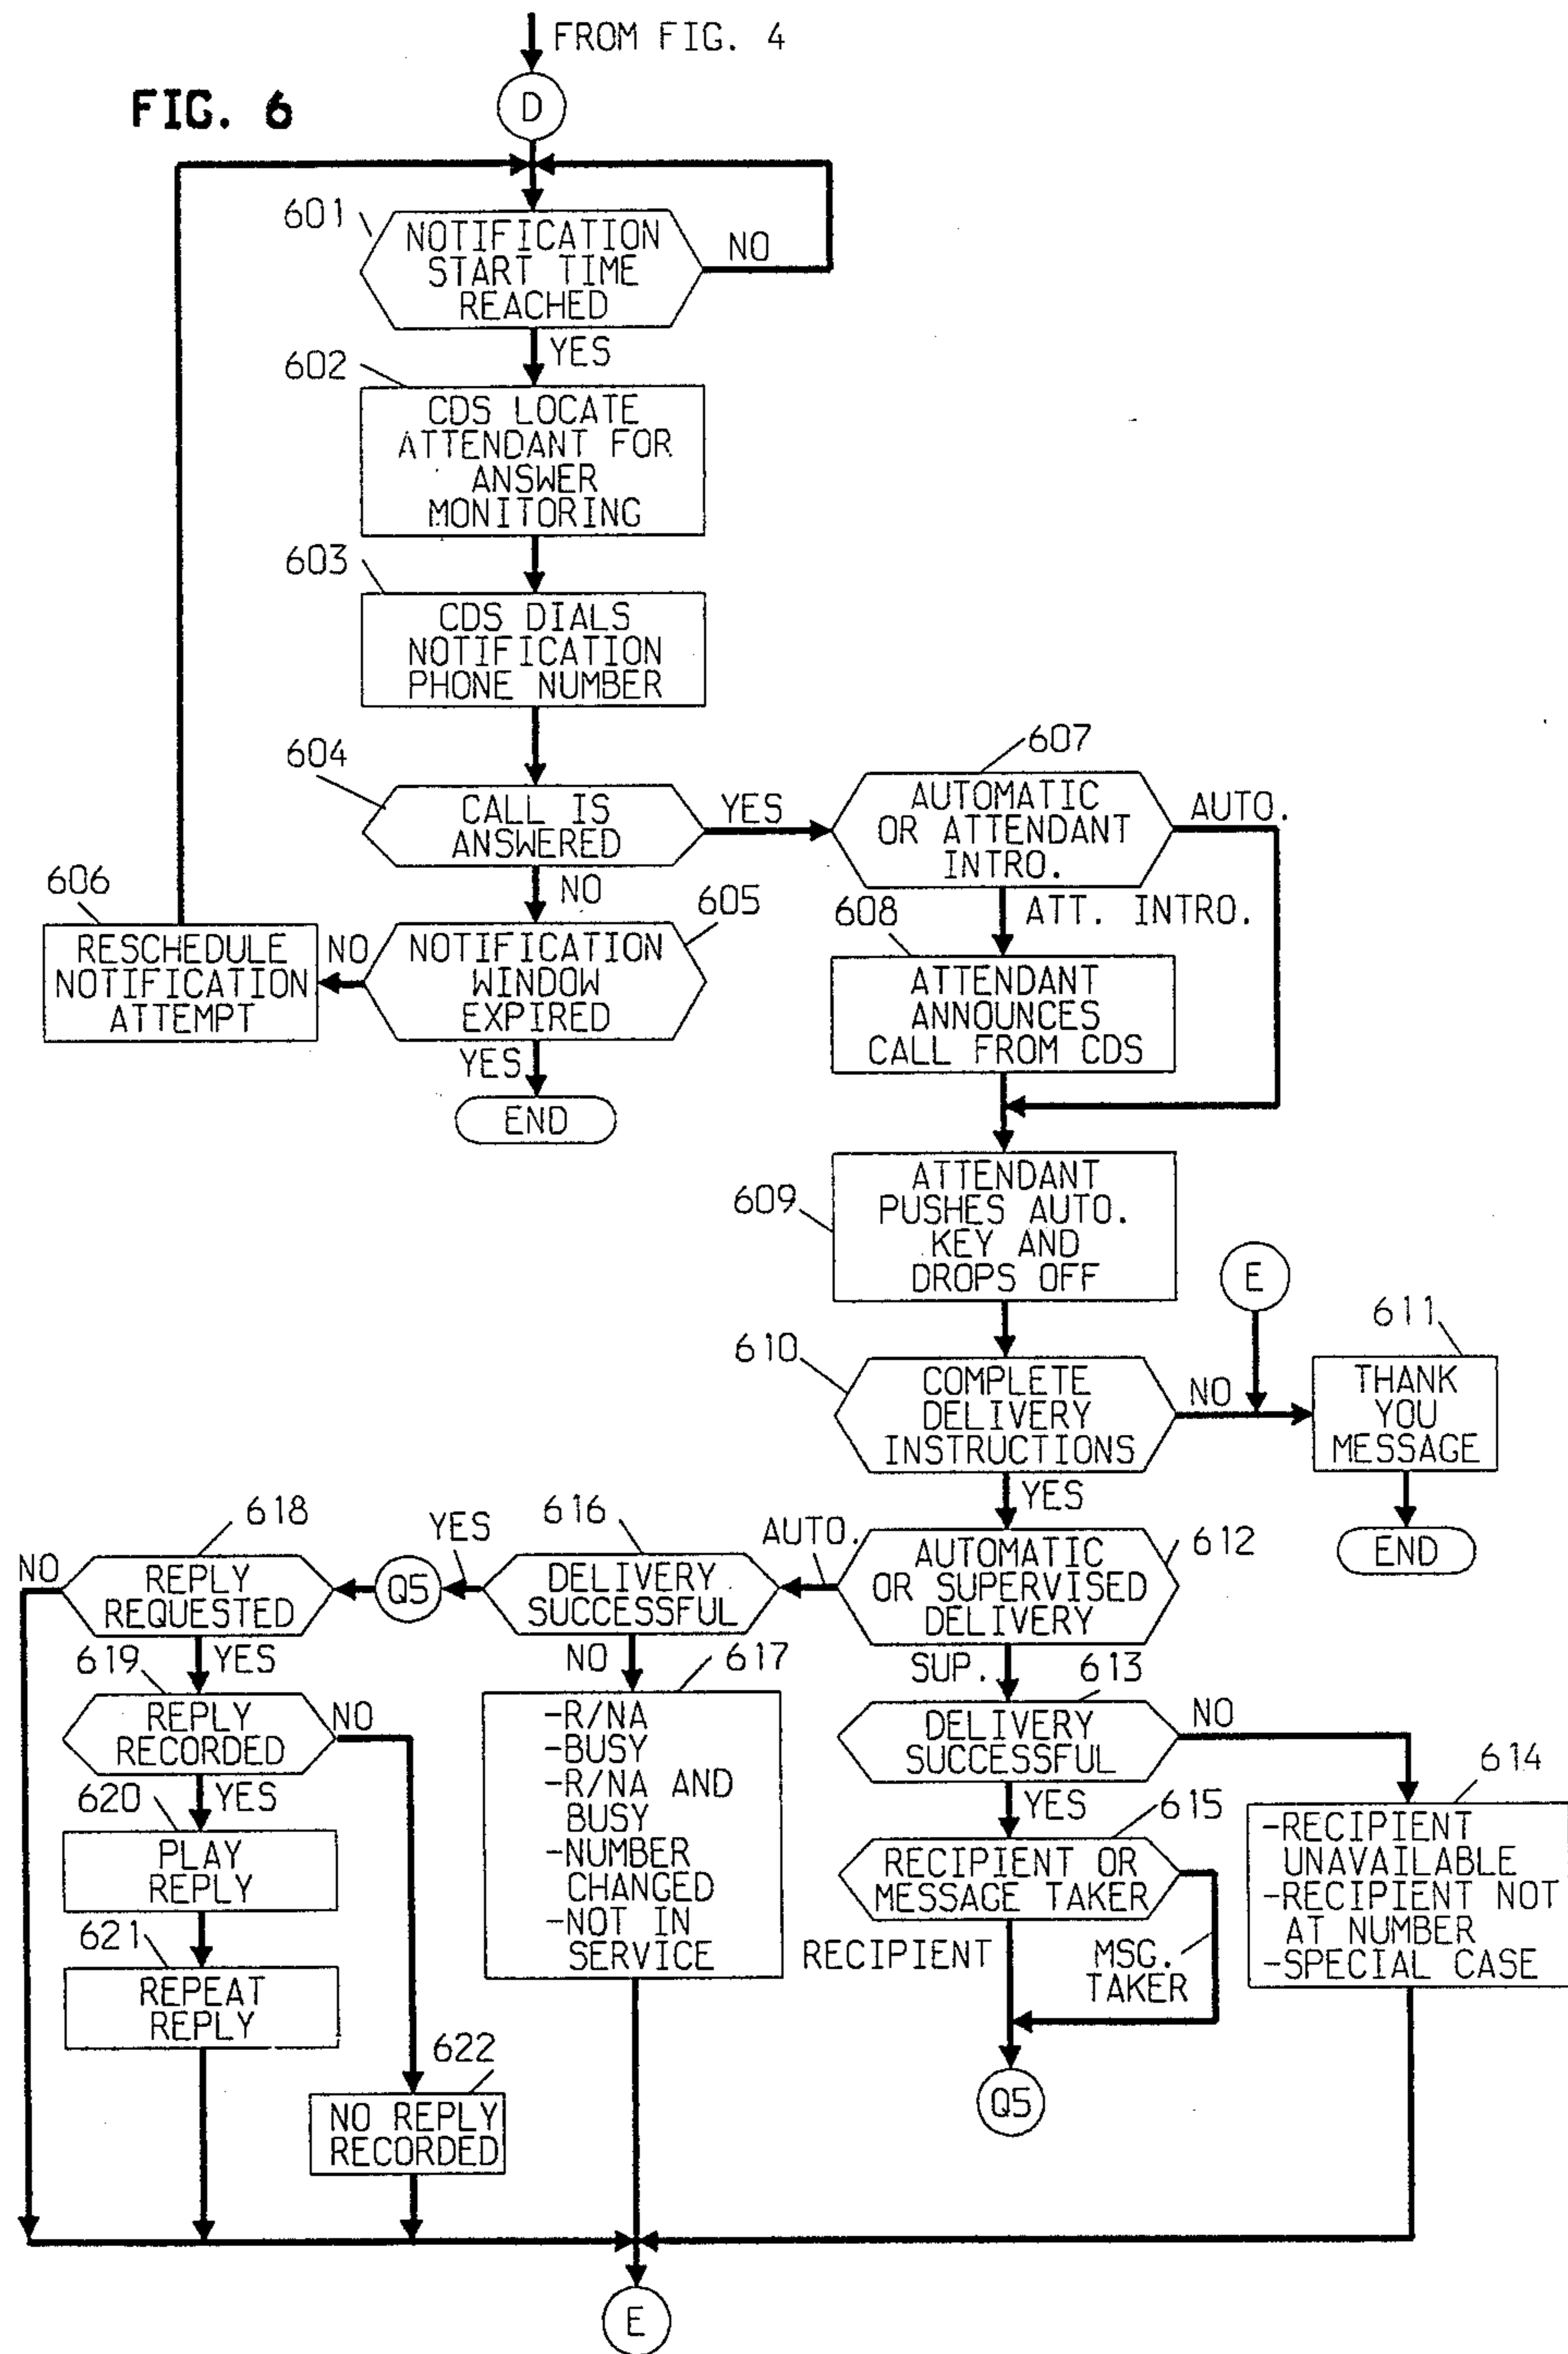 FROM FIG. 4
FIG. 6
D
601
NOTIFICATION
START TIME
REACHED
NO
YES
602
CDS LOCATE
ATTENDANT FOR
ANSWER
MONITORING
603
CDS DIALS
NOTIFICATION
PHONE NUMBER
604
CALL IS
ANSWERED
YES
NO
607
AUTOMATIC
OR ATTENDANT
INTRO.
AUTO.
ATT. INTRO.
606
RESCHEDULE
NOTIFICATION
ATTEMPT
NO
605
NOTIFICATION
WINDOW
EXPIRED
YES
END
608
ATTENDANT
ANNOUNCES
CALL FROM CDS
609
ATTENDANT
PUSHES AUTO.
KEY AND
DROPS OFF
E
610
COMPLETE
DELIVERY
INSTRUCTIONS
NO
YES
611
THANK
YOU
MESSAGE
END
612
AUTOMATIC
OR SUPERVISED
DELIVERY
AUTO.
SUP.
616
DELIVERY
SUCCESSFUL
YES
NO
Q5
618
REPLY
REQUESTED
NO
YES
619
REPLY
RECORDED
NO
YES
620
PLAY
REPLY
621
REPEAT
REPLY
622
NO REPLY
RECORDED
617
-R/NA
-BUSY
-R/NA AND
BUSY
-NUMBER
CHANGED
-NOT IN
SERVICE
613
DELIVERY
SUCCESSFUL
NO
YES
614
-RECIPIENT
UNAVAILABLE
-RECIPIENT NOT
AT NUMBER
-SPECIAL CASE
615
RECIPIENT OR
MESSAGE TAKER
RECIPIENT
MSG.
TAKER
Q5
E